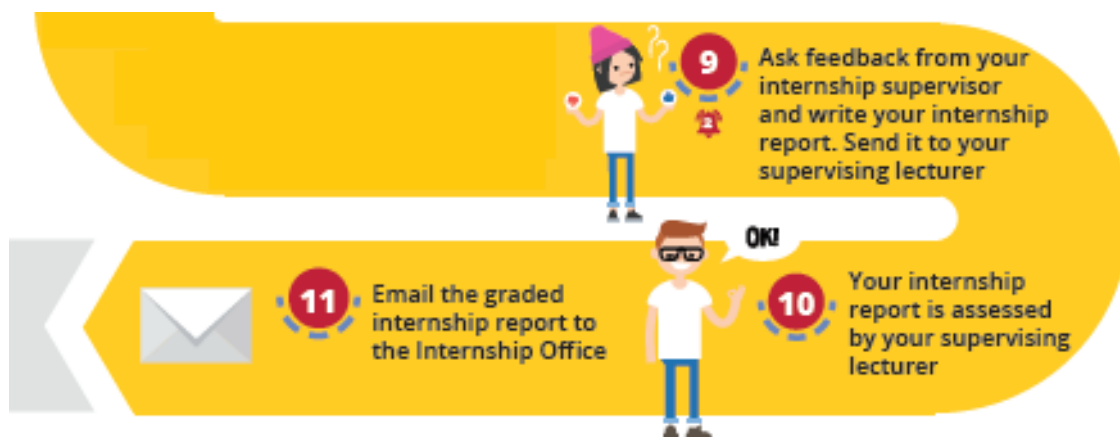 9
Ask feedback from your
internship supervisor
and write your internship
report. Send it to your
supervising lecturer
2
OK!
10
Your internship
report is assessed
by your supervising
lecturer
11
Email the graded
internship report to
the Internship Office